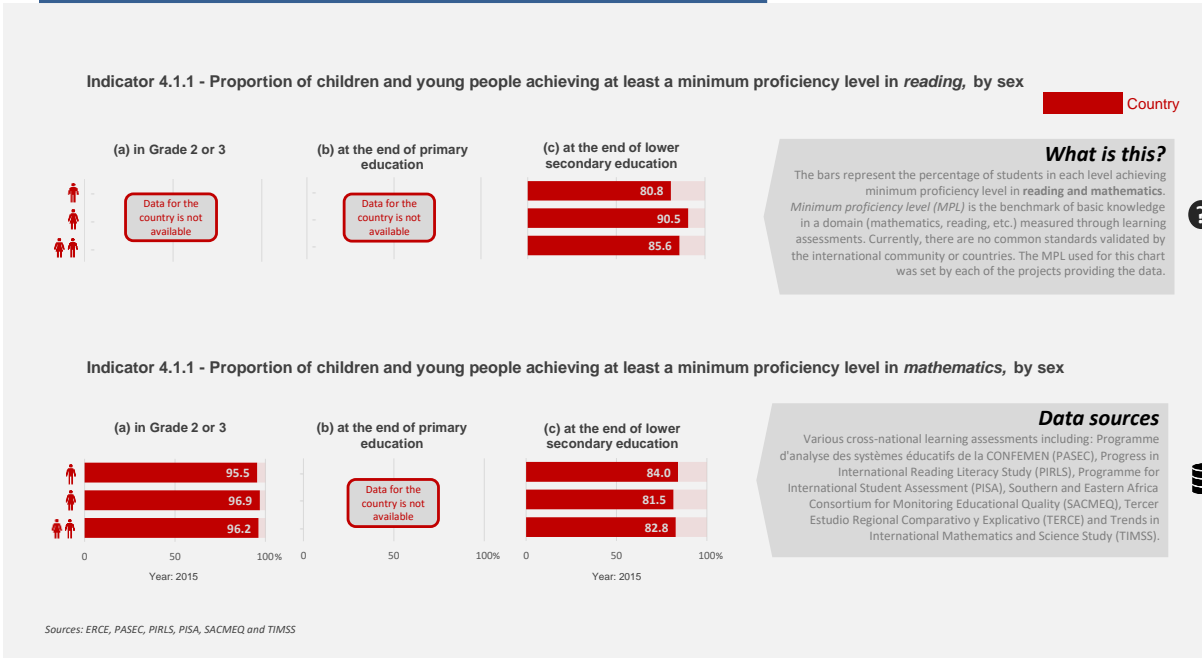 Indicator 4.1.1 - Proportion of children and young people achieving at least a minimum proficiency level in reading, by sex
Country
(a) in Grade 2 or 3
(b) at the end of primary
education
(c) at the end of lower
secondary education
Data for the
country is not
available
Data for the
country is not
available
80.8
90.5
85.6
What is this?
The bars represent the percentage of students in each level achieving
minimum proficiency level in reading and mathematics.
Minimum proficiency level (MPL) is the benchmark of basic knowledge
in a domain (mathematics, reading, etc.) measured through learning
assessments. Currently, there are no common standards validated by
the international community or countries. The MPL used for this chart
was set by each of the projects providing the data.
?
Indicator 4.1.1 - Proportion of children and young people achieving at least a minimum proficiency level in mathematics, by sex
(a) in Grade 2 or 3
(b) at the end of primary
education
(c) at the end of lower
secondary education
95.5
96.9
96.2
0 50 100%
Year: 2015
Data for the
country is not
available
0 50 100%
84.0
81.5
82.8
0 50 100%
Year: 2015
Data sources
Various cross-national learning assessments including: Programme
d'analyse des systèmes éducatifs de la CONFEMEN (PASEC), Progress in
International Reading Literacy Study (PIRLS), Programme for
International Student Assessment (PISA), Southern and Eastern Africa
Consortium for Monitoring Educational Quality (SACMEQ), Tercer
Estudio Regional Comparativo y Explicativo (TERCE) and Trends in
International Mathematics and Science Study (TIMSS).
Sources: ERCE, PASEC, PIRLS, PISA, SACMEQ and TIMSS